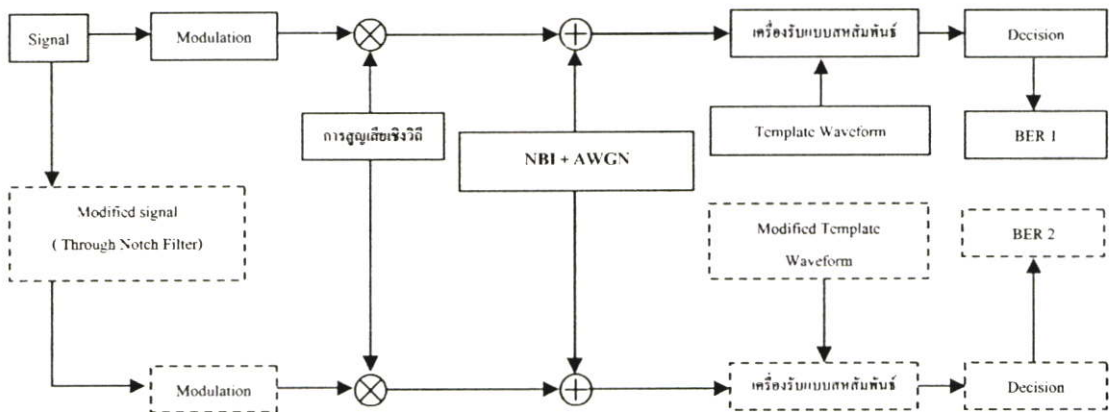 Signal
Modulation
เครื่องรับแบบสหสัมพันธ์
Decision
การสูญเสียเชิงวิถี
NBI + AWGN
Template Waveform
BER 1
Modified signal
( Through Notch Filter)
Modified Template
Waveform
BER 2
Modulation
เครื่องรับแบบสหสัมพันธ์
Decision